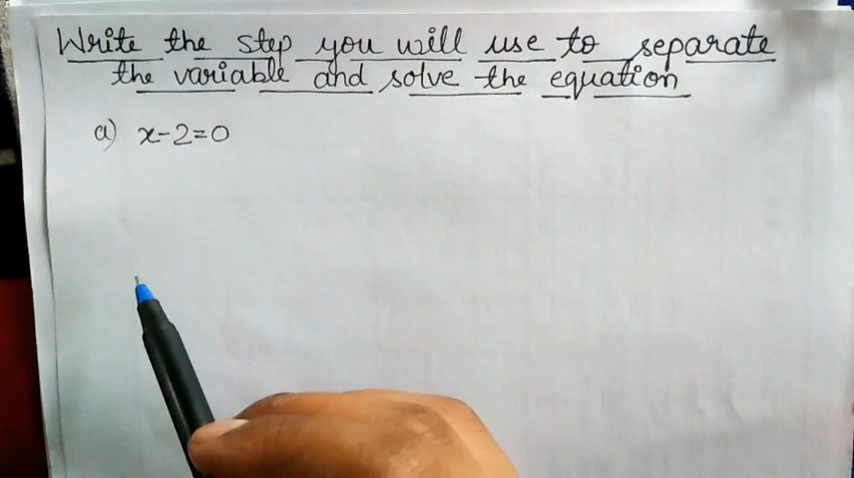 Write the step you will use to separate
the variable and solve the equation
a) x-2=0